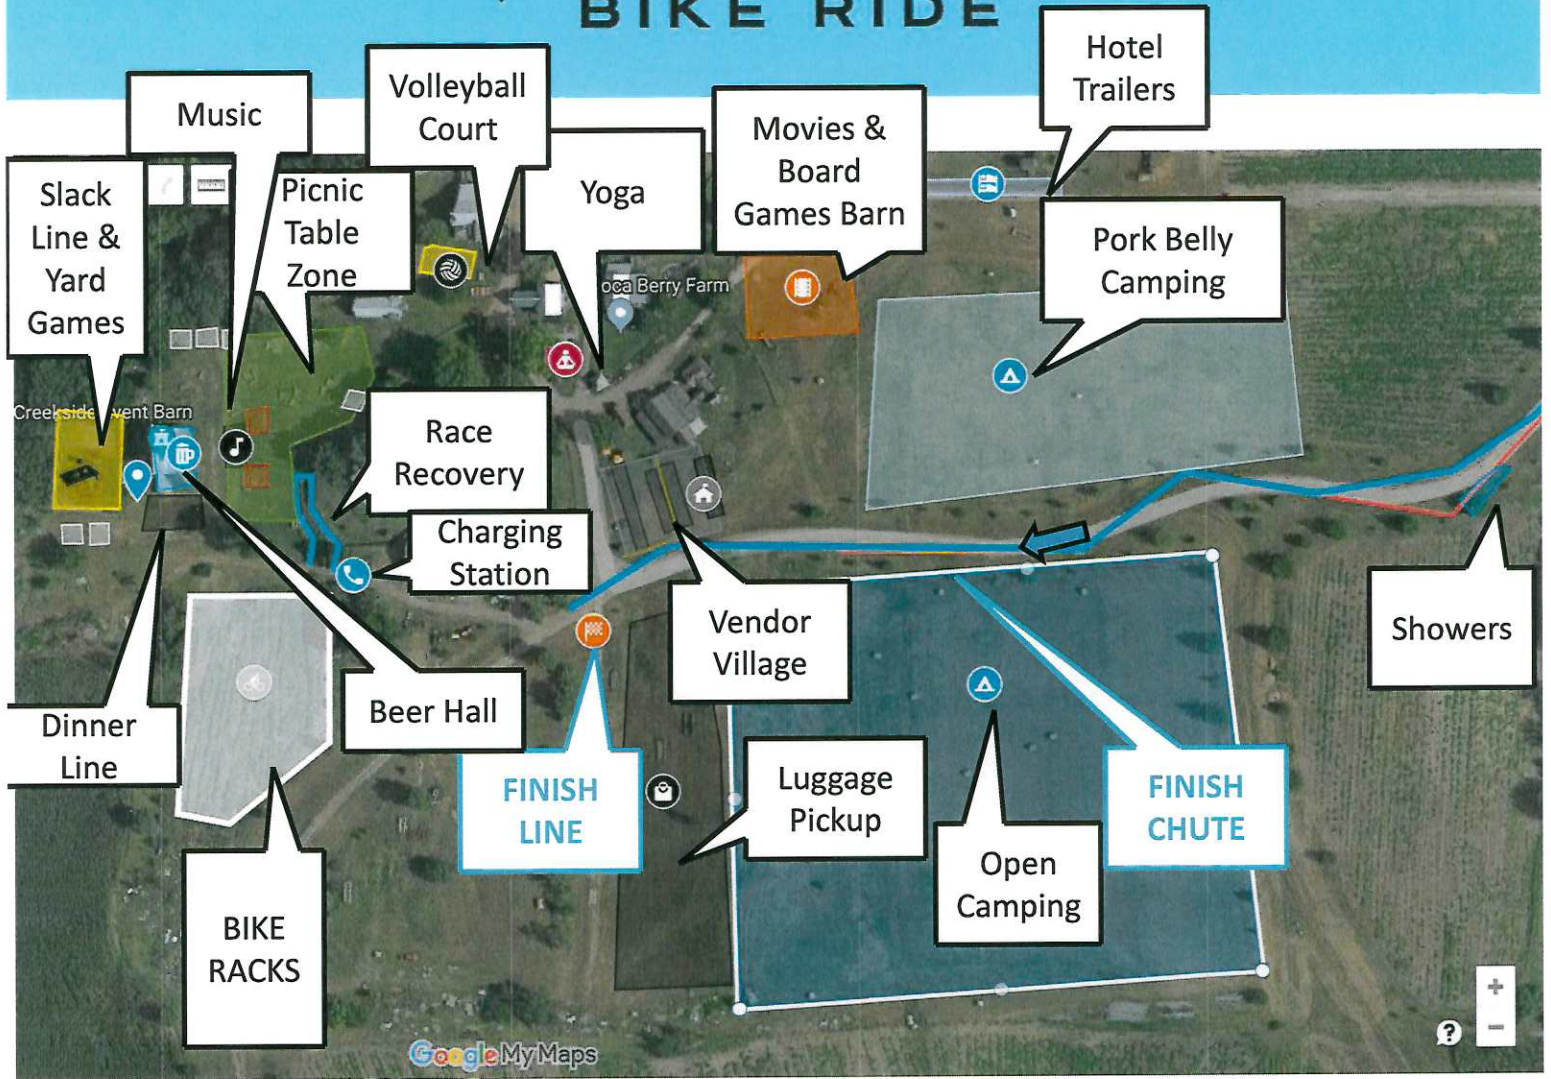 BIKE RIDE
Hotel
Trailers
Music
Volleyball
Court
Movies &
Board
Games Barn
Slack
Line &
Yard
Games
Picnic
Table
Zone
Yoga
Pork Belly
Camping
oca Berry Farm
Creekside Event Barn
Race
Recovery
Charging
Station
Vendor
Village
Showers
Dinner
Line
Beer Hall
FINISH
LINE
Luggage
Pickup
FINISH
CHUTE
Open
Camping
BIKE
RACKS
+
?
−
Google My Maps